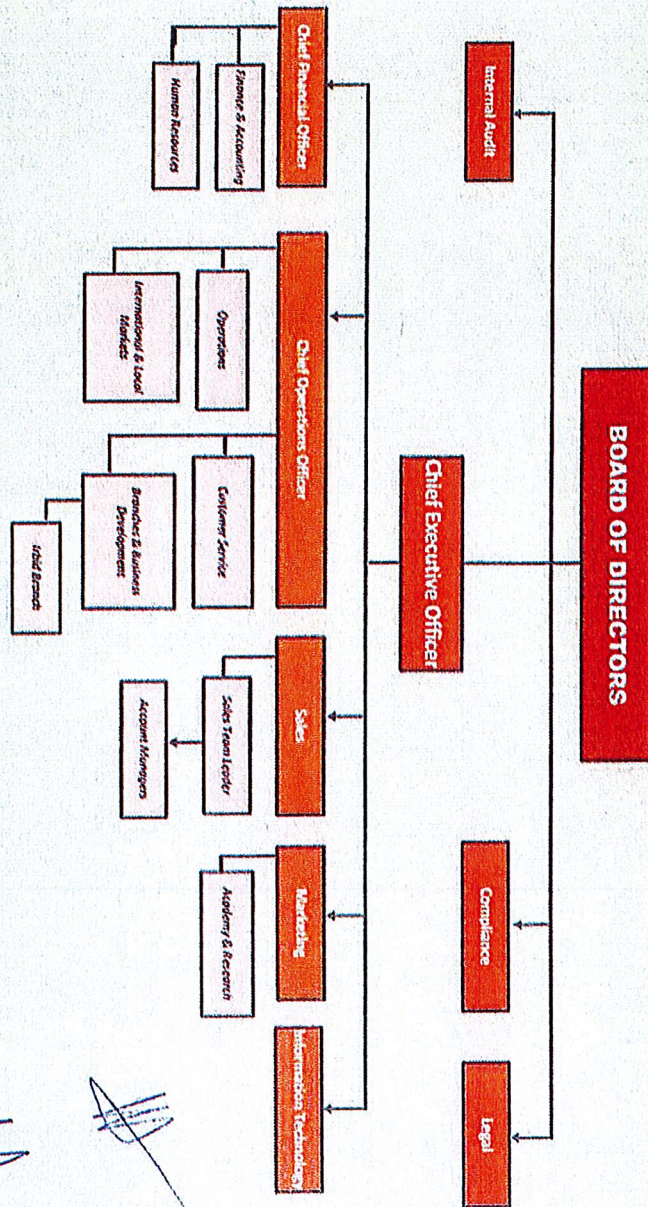 BOARD OF DIRECTORS
Internal Audit
Compliance
Legal
Chief Executive Officer
Chief Financial Officer
Chief Operations Officer
Sales
Marketing
Information Technology
Finance & Accounting
Human Resources
Operations
International & Local
Markets
Customer Service
Branches & Business
Development
Irbid Branch
Sales Team Leader
Account Managers
Academy & Research